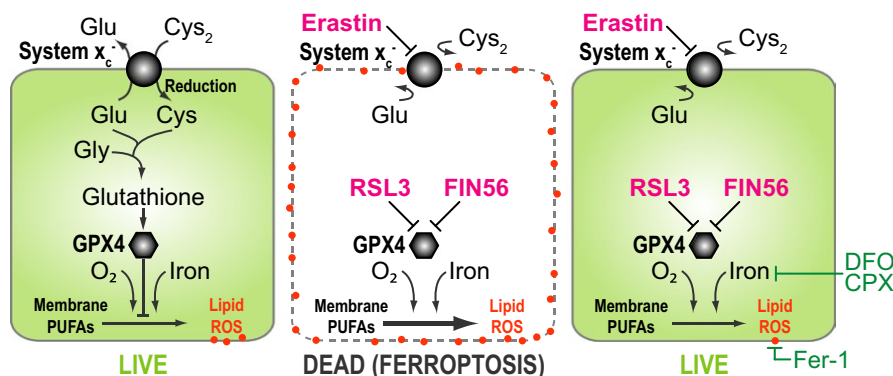 Glu
Cys2
System xc-
Reduction
Glu
Cys
Gly
Glutathione
GPX4
O2
Iron
Membrane
PUFAs
Lipid
ROS
LIVE
Erastin
System xc-
Cys2
Glu
RSL3
FIN56
GPX4
O2
Iron
Membrane
PUFAs
Lipid
ROS
DEAD (FERROPTOSIS)
Erastin
System xc-
Cys2
Glu
RSL3
FIN56
GPX4
O2
Iron
DFO
CPX
Membrane
PUFAs
Lipid
ROS
Fer-1
LIVE